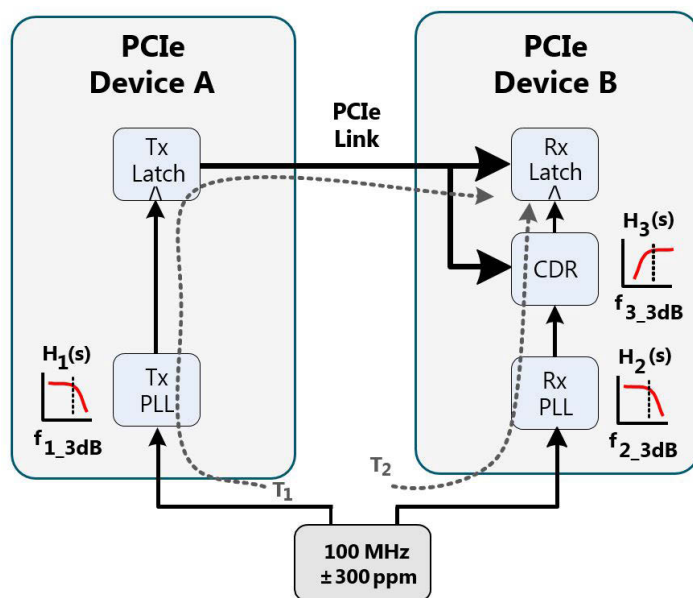 PCIe
Device A
PCIe
Device B
PCIe
Link
Tx
Latch
Rx
Latch
H3(s)
CDR
f3_3dB
H1(s)
Tx
PLL
f1_3dB
Rx
PLL
H2(s)
f2_3dB
T1
T2
100 MHz
±300 ppm